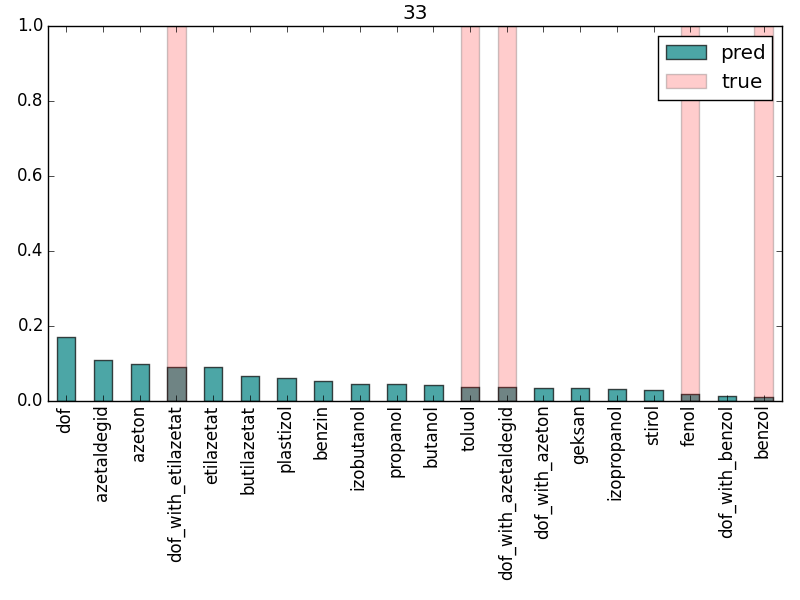 33
1.0
0.8
0.6
0.4
0.2
0.0
pred
true
dof
azetaldegid
azeton
dof_with_etilazetat
etilazetat
butilazetat
plastizol
benzin
izobutanol
propanol
butanol
toluol
dof_with_azetaldegid
dof_with_azeton
geksan
izopropanol
stirol
fenol
dof_with_benzol
benzol